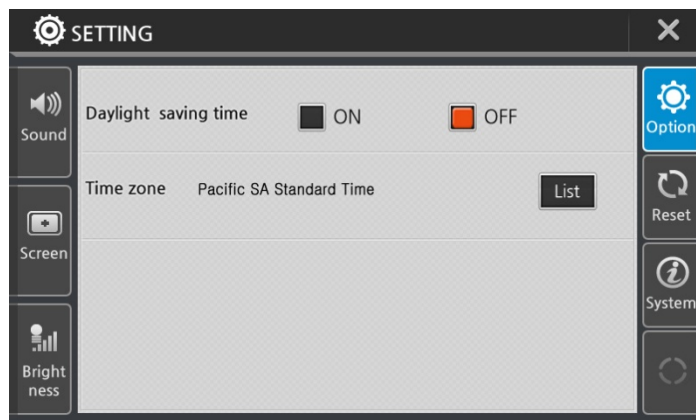 SETTING
Sound
Screen
Bright
ness
Daylight saving time ON OFF
Time zone Pacific SA Standard Time List
Option
Reset
System